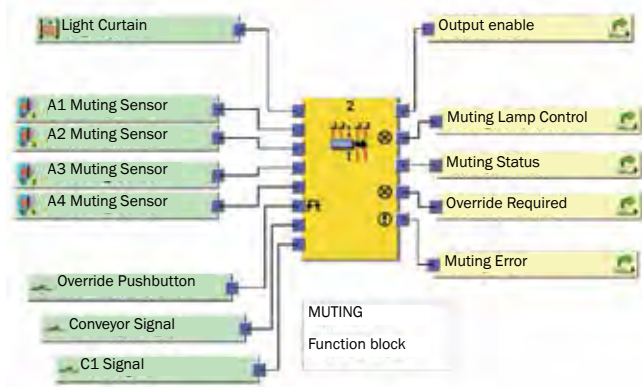 Light Curtain
A1 Muting Sensor
A2 Muting Sensor
A3 Muting Sensor
A4 Muting Sensor
Override Pushbutton
Conveyor Signal
C1 Signal
2
Output enable
Muting Lamp Control
Muting Status
Override Required
Muting Error
MUTING
Function block